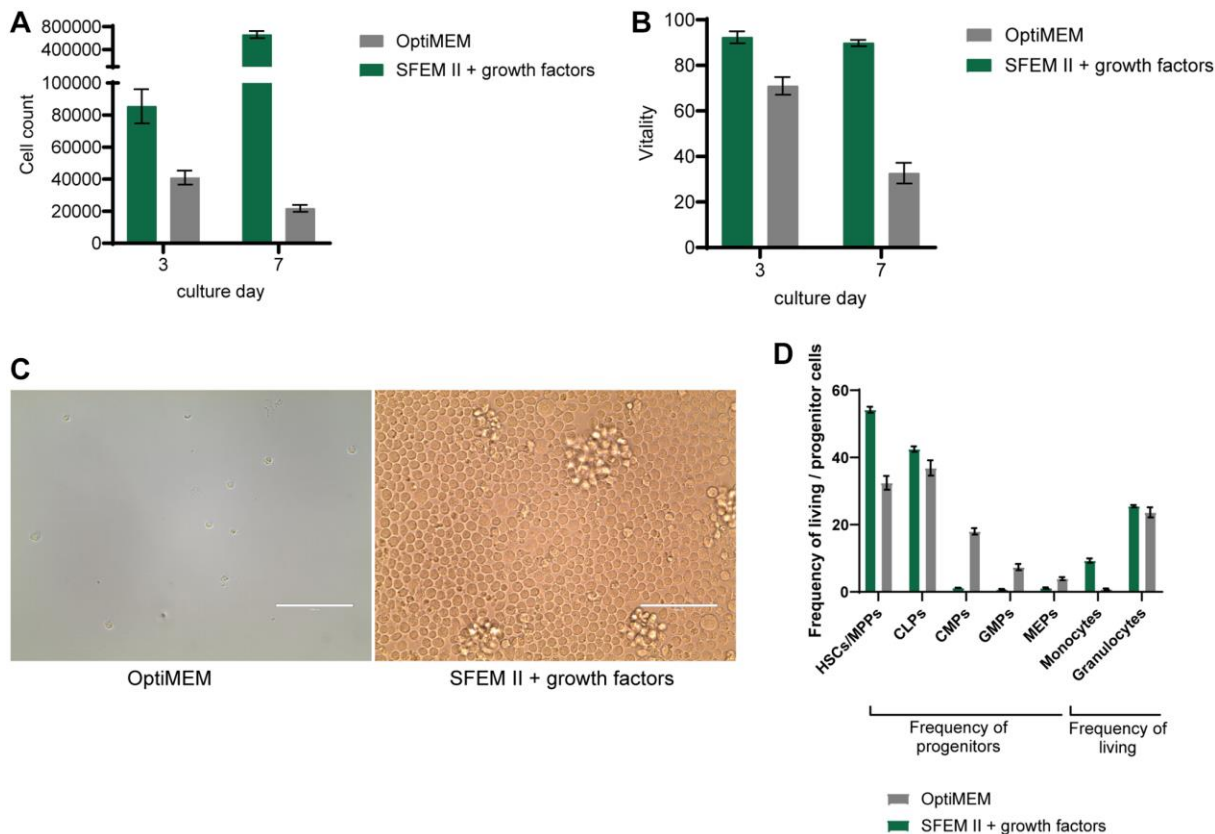 A
800000
400000
100000
80000
60000
40000
20000
0
Cell count
3
7
culture day
OptiMEM
SFEM II + growth factors
B
100
80
60
40
20
0
Vitality
3
7
culture day
OptiMEM
SFEM II + growth factors
C
OptiMEM
SFEM II + growth factors
D
Frequency of living / progenitor cells
60
40
20
0
HSCs/MPPs
CLPs
CMPs
GMPs
MEPs
Monocytes
Granulocytes
Frequency of
progenitors
Frequency of
living
OptiMEM
SFEM II + growth factors